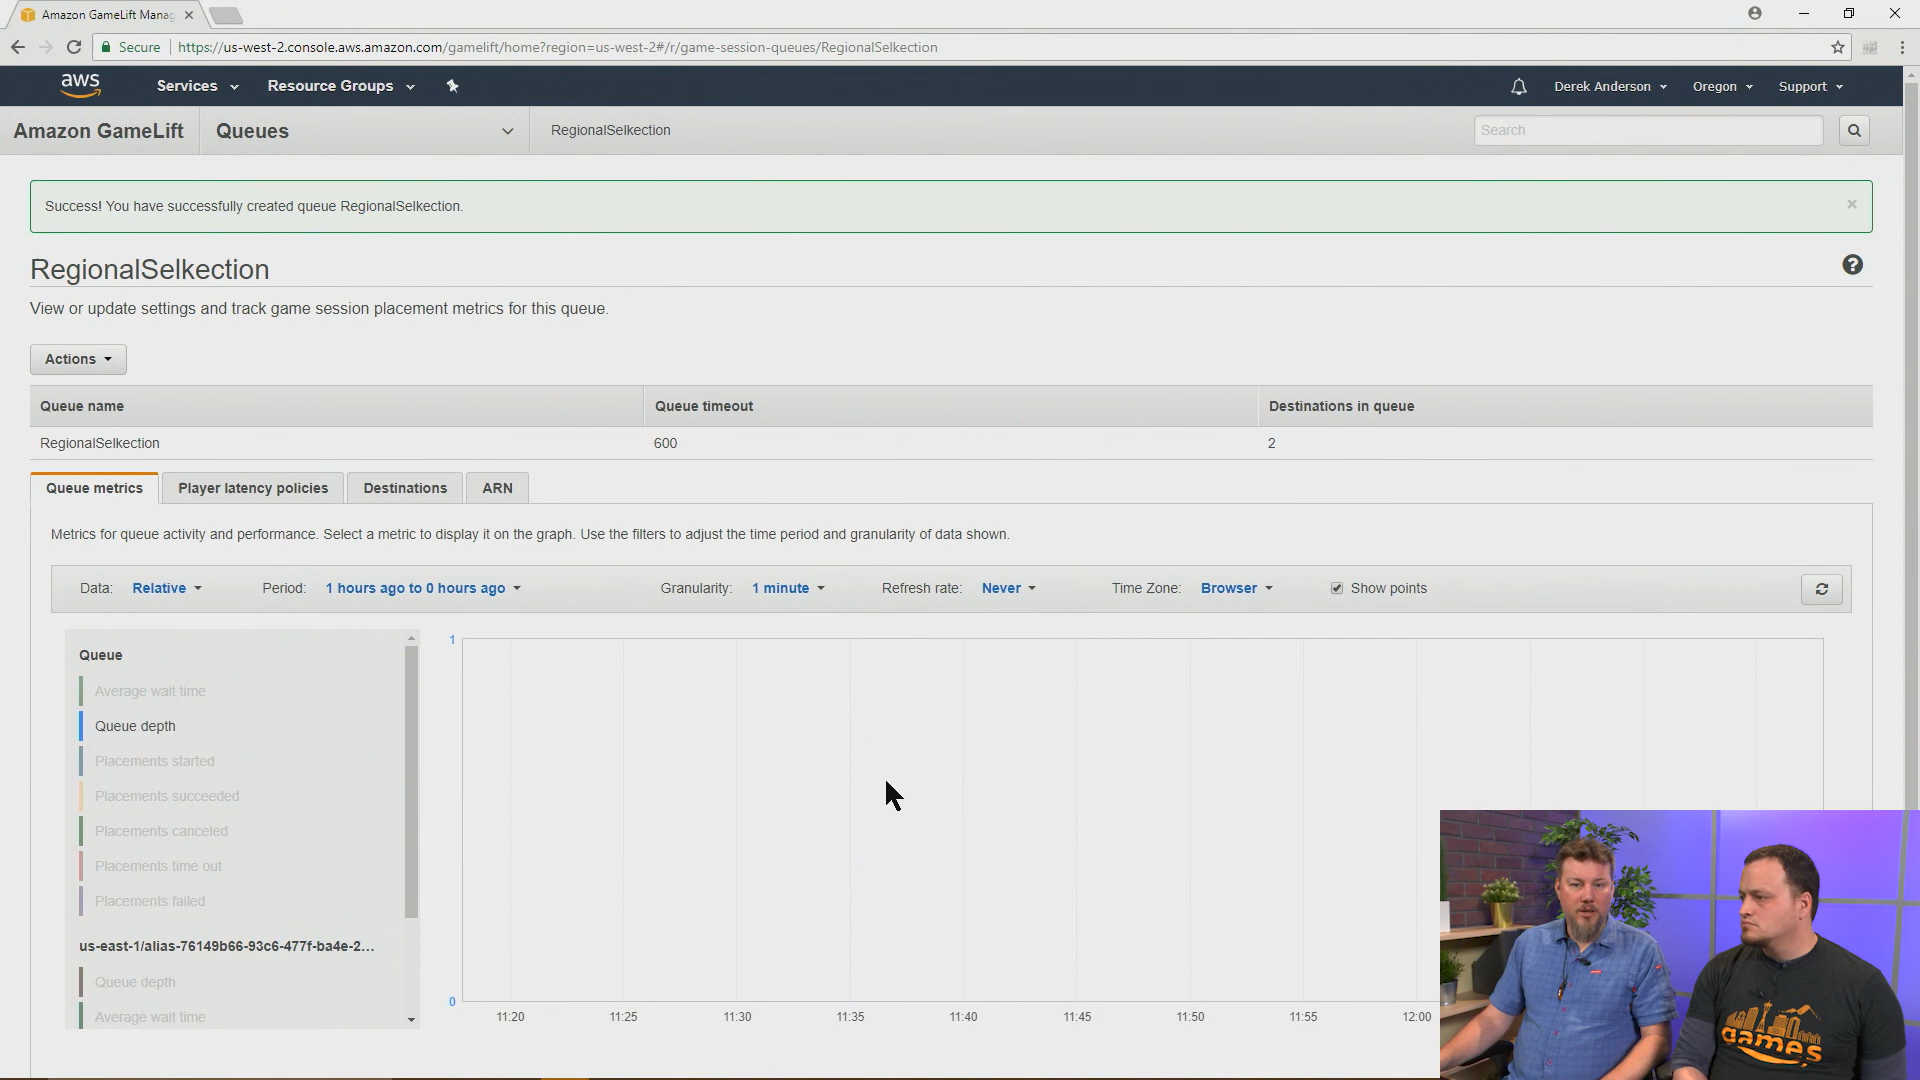 Amazon GameLift Mana
Secure https://us-west-2.console.aws.amazon.com/gamelift/home?region=us-west-2#/r/game-session-queues/RegionalSelkection
aws Services Resource Groups Derek Anderson Oregon Support
Amazon GameLift Queues RegionalSelkection Search
Success! You have successfully created queue RegionalSelkection.
RegionalSelkection
View or update settings and track game session placement metrics for this queue.
Actions
Queue name Queue timeout Destinations in queue
RegionalSelkection 600 2
Queue metrics Player latency policies Destinations ARN
Metrics for queue activity and performance. Select a metric to display it on the graph. Use the filters to adjust the time period and granularity of data shown.
Data: Relative Period: 1 hours ago to 0 hours ago Granularity: 1 minute Refresh rate: Never Time Zone: Browser Show points
Queue
Average wait time
Queue depth
Placements started
Placements succeeded
Placements canceled
Placements time out
Placements failed
us-east-1/alias-76149b66-93c6-477f-ba4e-2...
Queue depth
Average wait time
1
0
11:20 11:25 11:30 11:35 11:40 11:45 11:50 11:55 12:00
games